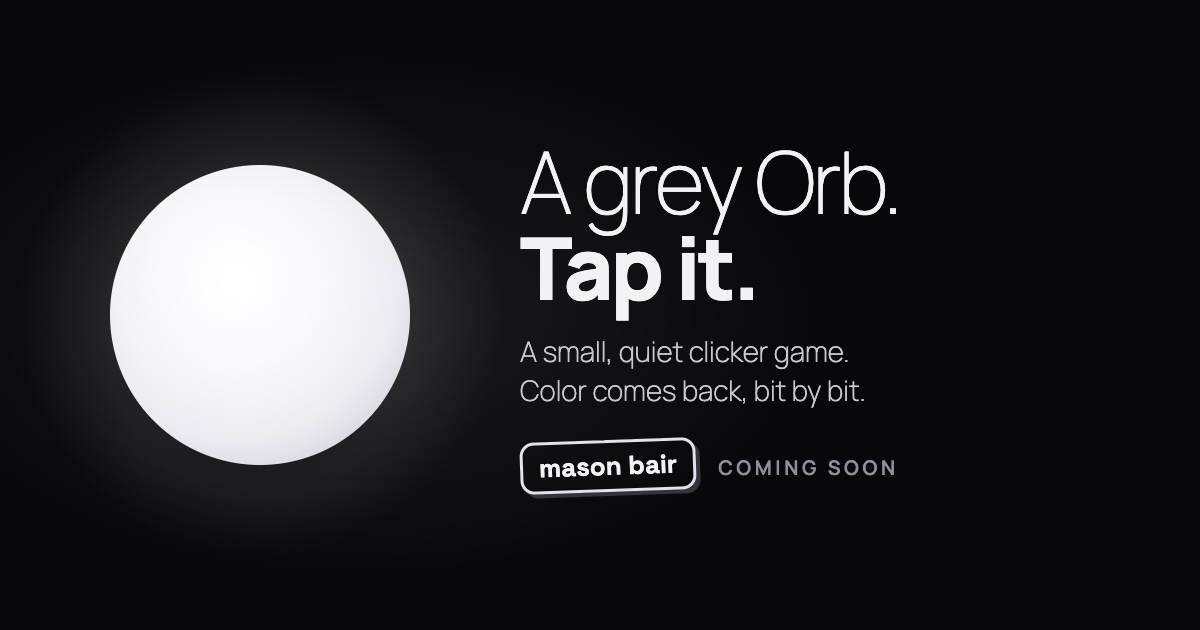 A grey Orb.
Tap it.
A small, quiet clicker game.
Color comes back, bit by bit.
mason bair
COMING SOON